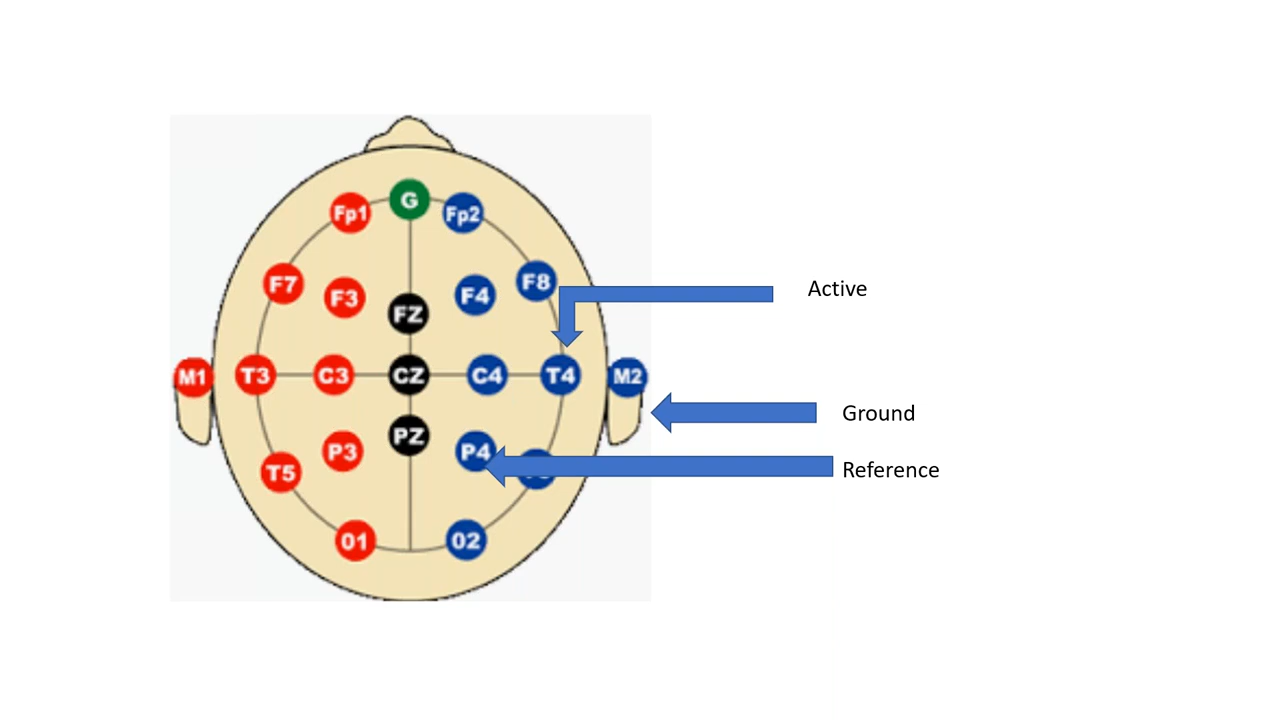 G
Fp1
Fp2
F7
F3
FZ
F4
F8
Active
M1
T3
C3
CZ
C4
T4
M2
Ground
T5
P3
PZ
P4
Reference
01
02